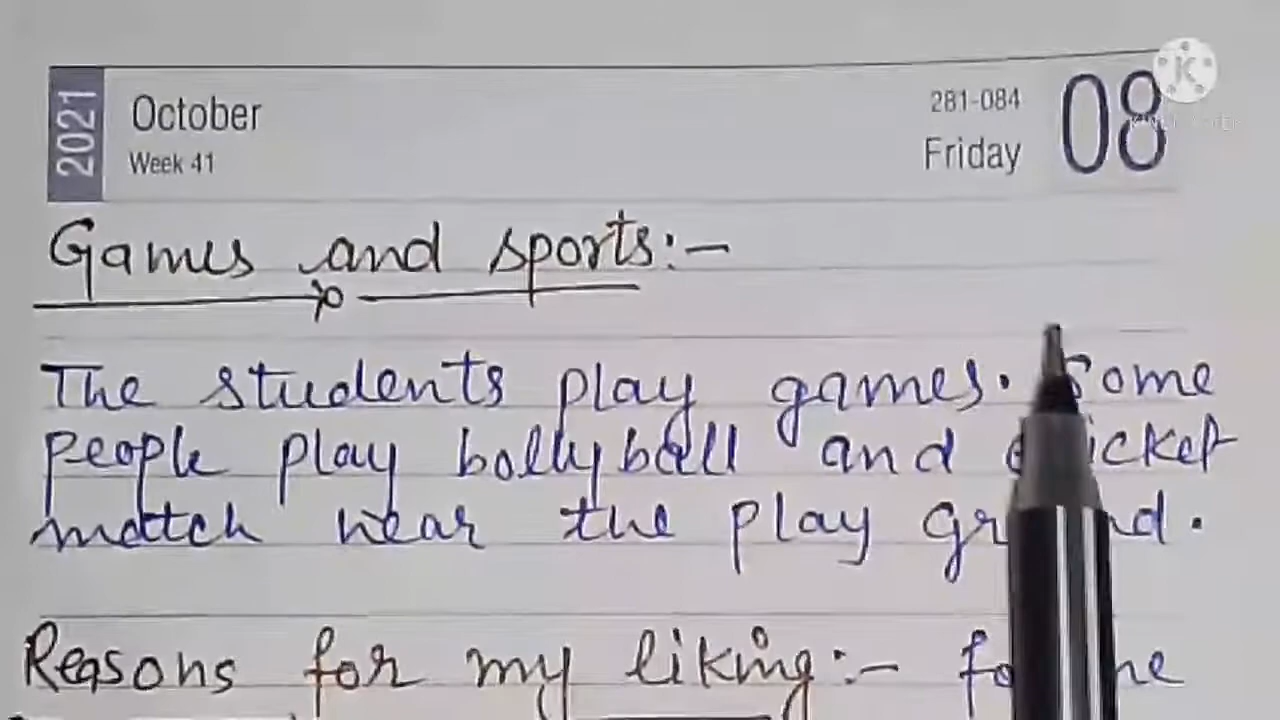 2021
October
Week 41
281-084
Friday
08
Games and sports:-
The students play games. Some
people play bollyball and
match near the play
Reasons for my liking:-